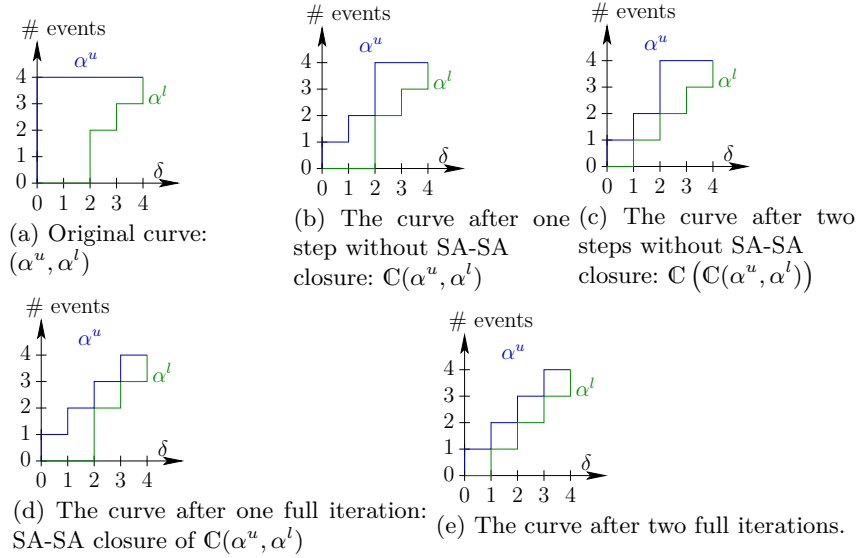 # events
α^u
4
3
2
1
0
α^l
δ
0 1 2 3 4
(a) Original curve:
(α^u, α^l)
# events
α^u
4
3
2
1
0
α^l
δ
0 1 2 3 4
(b) The curve after one
step without SA-SA
closure: ℂ(α^u, α^l)
# events
α^u
4
3
2
1
0
α^l
δ
0 1 2 3 4
(c) The curve after two
steps without SA-SA
closure: ℂ(ℂ(α^u, α^l))
# events
α^u
4
3
2
1
0
α^l
δ
0 1 2 3 4
(d) The curve after one full iteration:
SA-SA closure of ℂ(α^u, α^l)
# events
α^u
4
3
2
1
0
α^l
δ
0 1 2 3 4
(e) The curve after two full iterations.